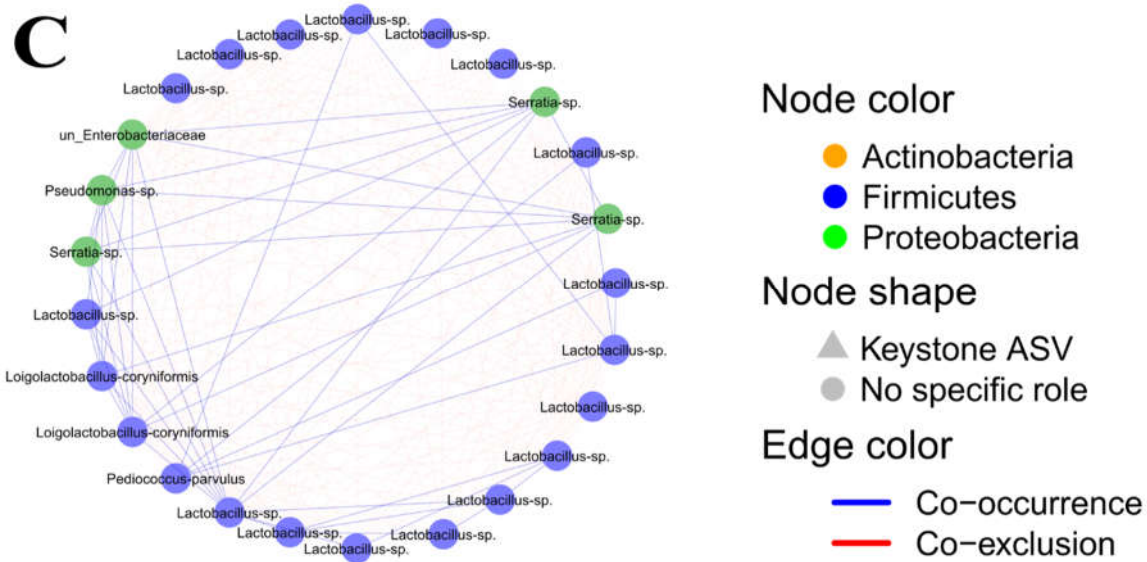 C
Lactobacillus-sp.
Lactobacillus-sp.
Lactobacillus-sp.
Lactobacillus-sp.
Lactobacillus-sp.
Lactobacillus-sp.
Serratia-sp.
un_Enterobacteriaceae
Lactobacillus-sp.
Pseudomonas-sp.
Serratia-sp.
Serratia-sp.
Lactobacillus-sp.
Lactobacillus-sp.
Lactobacillus-sp.
Loigolactobacillus-coryniformis
Lactobacillus-sp.
Loigolactobacillus-coryniformis
Lactobacillus-sp.
Pediococcus-parvulus
Lactobacillus-sp.
Lactobacillus-sp.
Lactobacillus-sp.
Lactobacillus-sp.
Lactobacillus-sp.
Node color
Actinobacteria
Firmicutes
Proteobacteria
Node shape
Keystone ASV
No specific role
Edge color
Co−occurrence
Co−exclusion